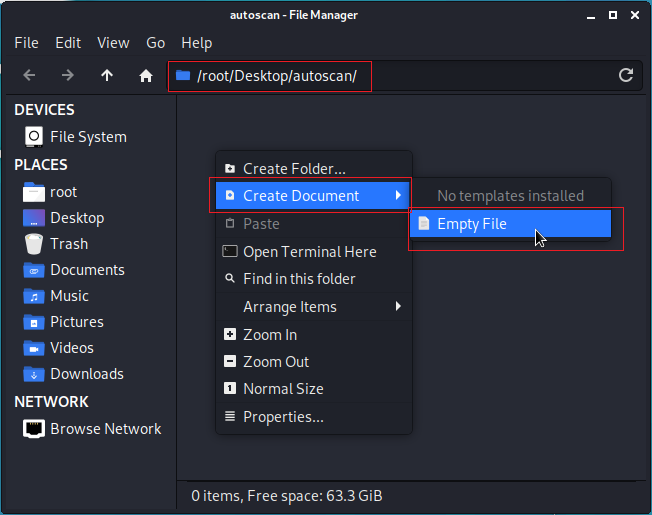 autoscan - File Manager
File Edit View Go Help
/root/Desktop/autoscan/
DEVICES
File System
PLACES
root
Desktop
Trash
Documents
Music
Pictures
Videos
Downloads
NETWORK
Browse Network
Create Folder...
Create Document
Paste
Open Terminal Here
Find in this folder
Arrange Items
Zoom In
Zoom Out
1 Normal Size
Properties...
No templates installed
Empty File
0 items, Free space: 63.3 GiB